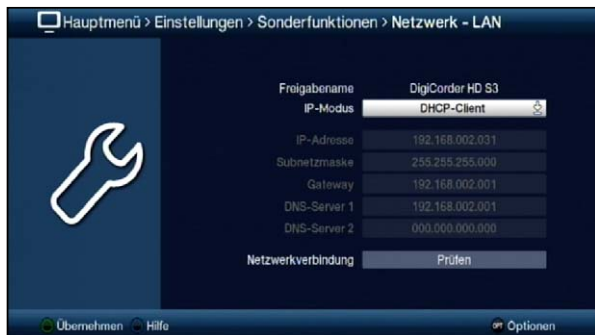 Hauptmenü > Einstellungen > Sonderfunktionen > Netzwerk - LAN
Freigabename DigiCorder HD S3
IP-Modus DHCP-Client
IP-Adresse 192.168.002.031
Subnetzmaske 255.255.255.000
Gateway 192.168.002.001
DNS-Server 1 192.168.002.001
DNS-Server 2 000.000.000.000
Netzwerkverbindung Prüfen
Übernehmen Hilfe OPT Optionen